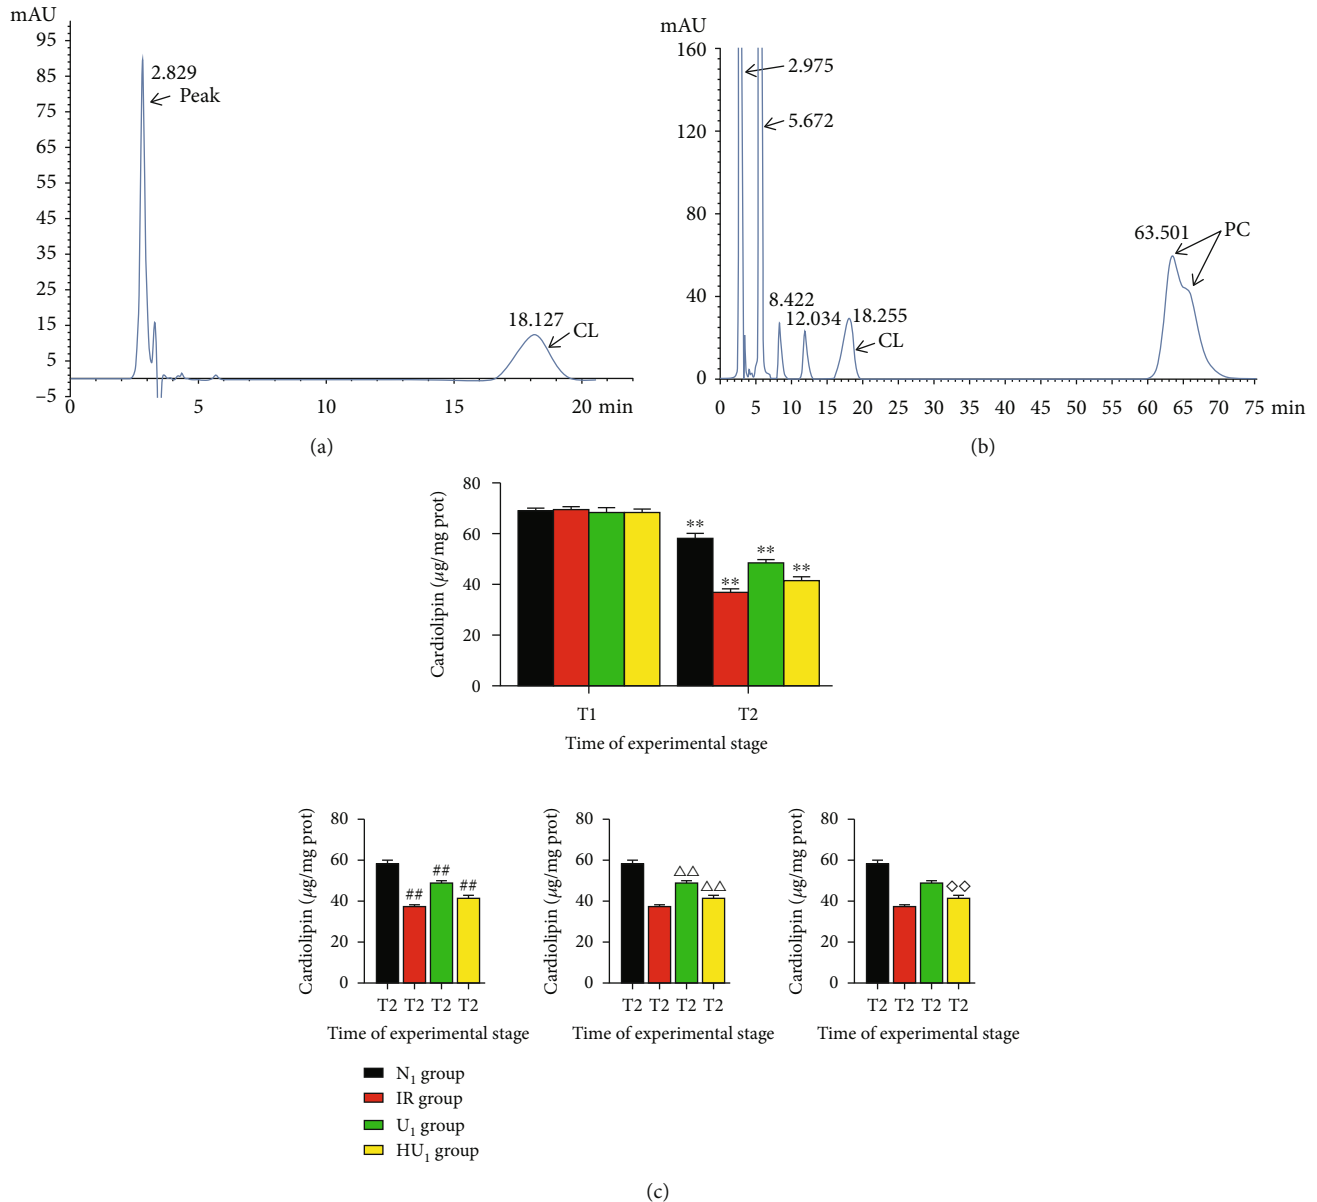 mAU
95
85
75
65
55
45
35
25
15
5
−5
2.829
Peak
18.127
CL
0 5 10 15 20 min
(a)
mAU
160
120
80
40
0
2.975
5.672
8.422
12.034
18.255
CL
63.501
PC
0 5 10 15 20 25 30 35 40 45 50 55 60 65 70 75 min
(b)
Cardiolipin (μg/mg prot)
80
60
40
20
0
** ** ** **
T1 T2
Time of experimental stage
Cardiolipin (μg/mg prot)
80
60
40
20
0
## ## ##
T2 T2 T2 T2
Time of experimental stage
Cardiolipin (μg/mg prot)
80
60
40
20
0
△△ △△
T2 T2 T2 T2
Time of experimental stage
Cardiolipin (μg/mg prot)
80
60
40
20
0
◇◇
T2 T2 T2 T2
Time of experimental stage
N₁ group
IR group
U₁ group
HU₁ group
(c)